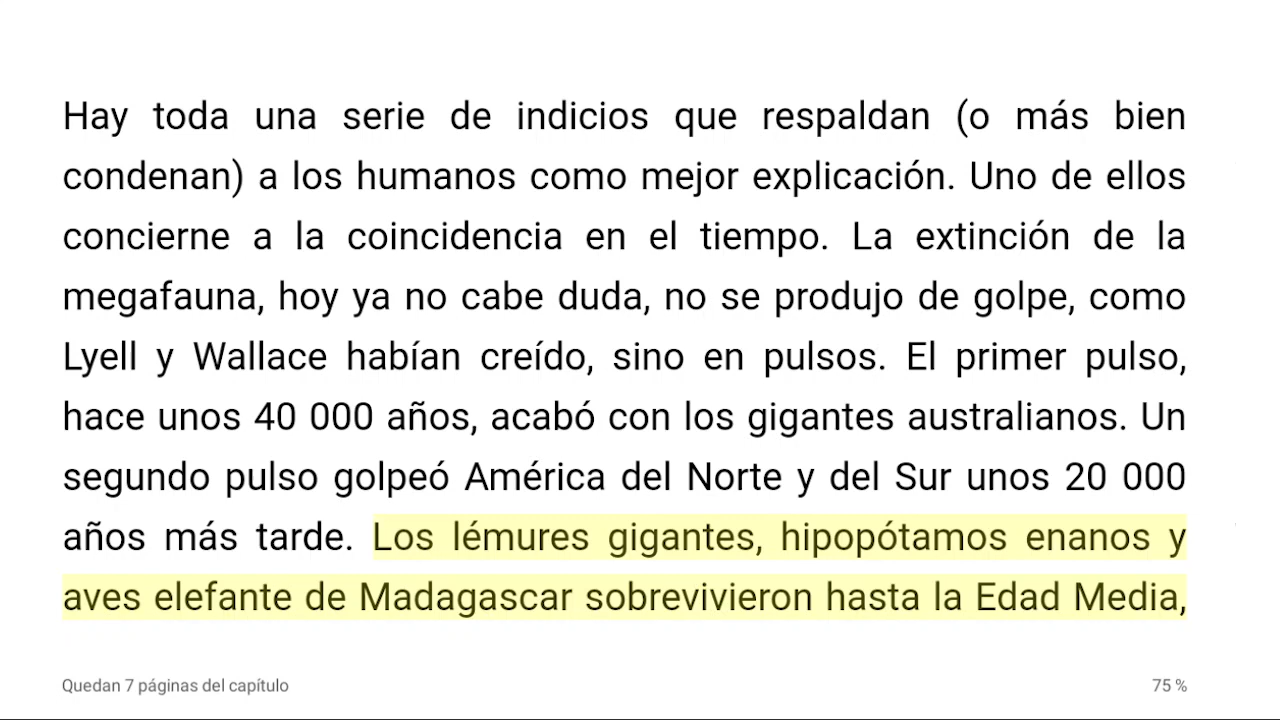 Hay toda una serie de indicios que respaldan (o más bien
condenan) a los humanos como mejor explicación. Uno de ellos
concierne a la coincidencia en el tiempo. La extinción de la
megafauna, hoy ya no cabe duda, no se produjo de golpe, como
Lyell y Wallace habían creído, sino en pulsos. El primer pulso,
hace unos 40 000 años, acabó con los gigantes australianos. Un
segundo pulso golpeó América del Norte y del Sur unos 20 000
años más tarde. Los lémures gigantes, hipopótamos enanos y
aves elefante de Madagascar sobrevivieron hasta la Edad Media,
Quedan 7 páginas del capítulo
75 %